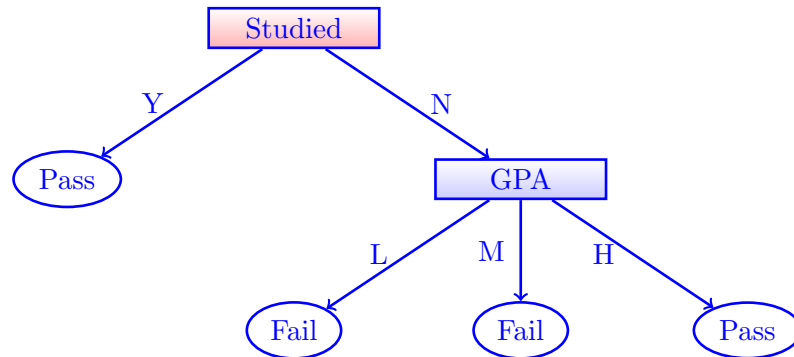 Studied
Y
N
Pass
GPA
L
M
H
Fail
Fail
Pass